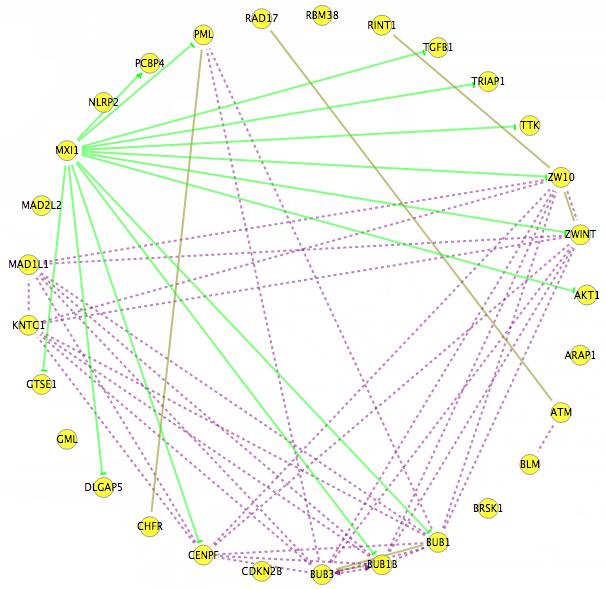 RAD17
RBM38
RINT1
PML
TGFB1
PCBP4
TRIAP1
NLRP2
TTK
MXI1
ZW10
MAD2L2
ZWINT
MAD1L1
AKT1
KNTC1
ARAP1
GTSE1
ATM
GML
BLM
DLGAP5
BRSK1
CHFR
BUB1
CENPF
BUB1B
CDKN2B
BUB3